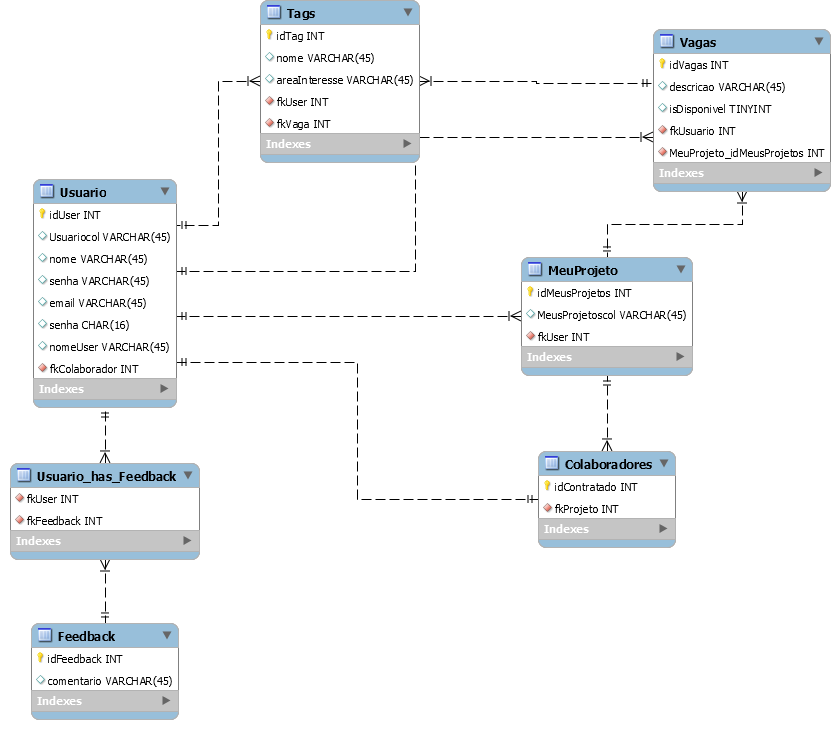 Tags
idTag INT
nome VARCHAR(45)
areaInteresse VARCHAR(45)
fkUser INT
fkVaga INT
Indexes
Vagas
idVagas INT
descricao VARCHAR(45)
isDisponivel TINYINT
fkUsuario INT
MeuProjeto_idMeusProjetos INT
Indexes
Usuario
idUser INT
Usuariocol VARCHAR(45)
nome VARCHAR(45)
senha VARCHAR(45)
email VARCHAR(45)
senha CHAR(16)
nomeUser VARCHAR(45)
fkColaborador INT
Indexes
MeuProjeto
idMeusProjetos INT
MeusProjetoscol VARCHAR(45)
fkUser INT
Indexes
Colaboradores
idContratado INT
fkProjeto INT
Indexes
Usuario_has_Feedback
fkUser INT
fkFeedback INT
Indexes
Feedback
idFeedback INT
comentario VARCHAR(45)
Indexes